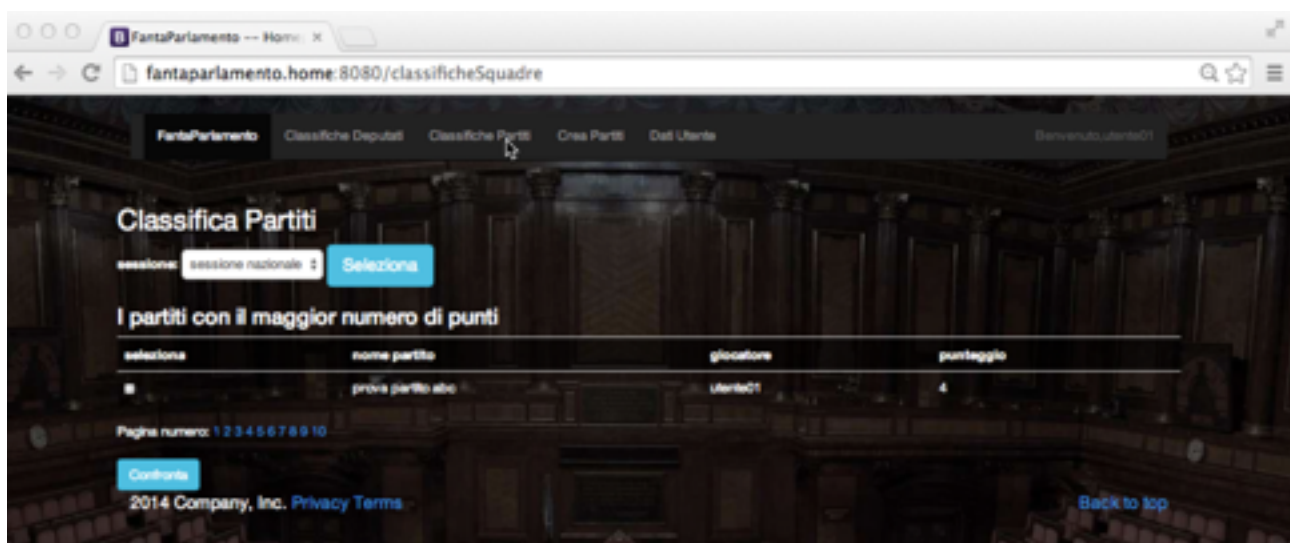 FantaParlamento -- Home
fantaparlamento.home:8080/classificheSquadre
FantaParlamento Classifiche Deputati Classifiche Partiti Crea Partiti Dati Utente Benvenuto,utente01
Classifica Partiti
sessione: sessione nazionale Seleziona
I partiti con il maggior numero di punti
seleziona nome partito giocatore punteggio
prova partito abc utente01 4
Pagina numero: 1 2 3 4 5 6 7 8 9 10
Confronta
2014 Company, Inc. Privacy Terms Back to top